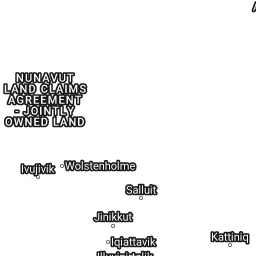 NUNAVUT
LAND CLAIMS
AGREEMENT
- JOINTLY
OWNED LAND
Ivujivik
Wolstenholme
Salluit
Jinikkut
Kattiniq
Iqiattavik